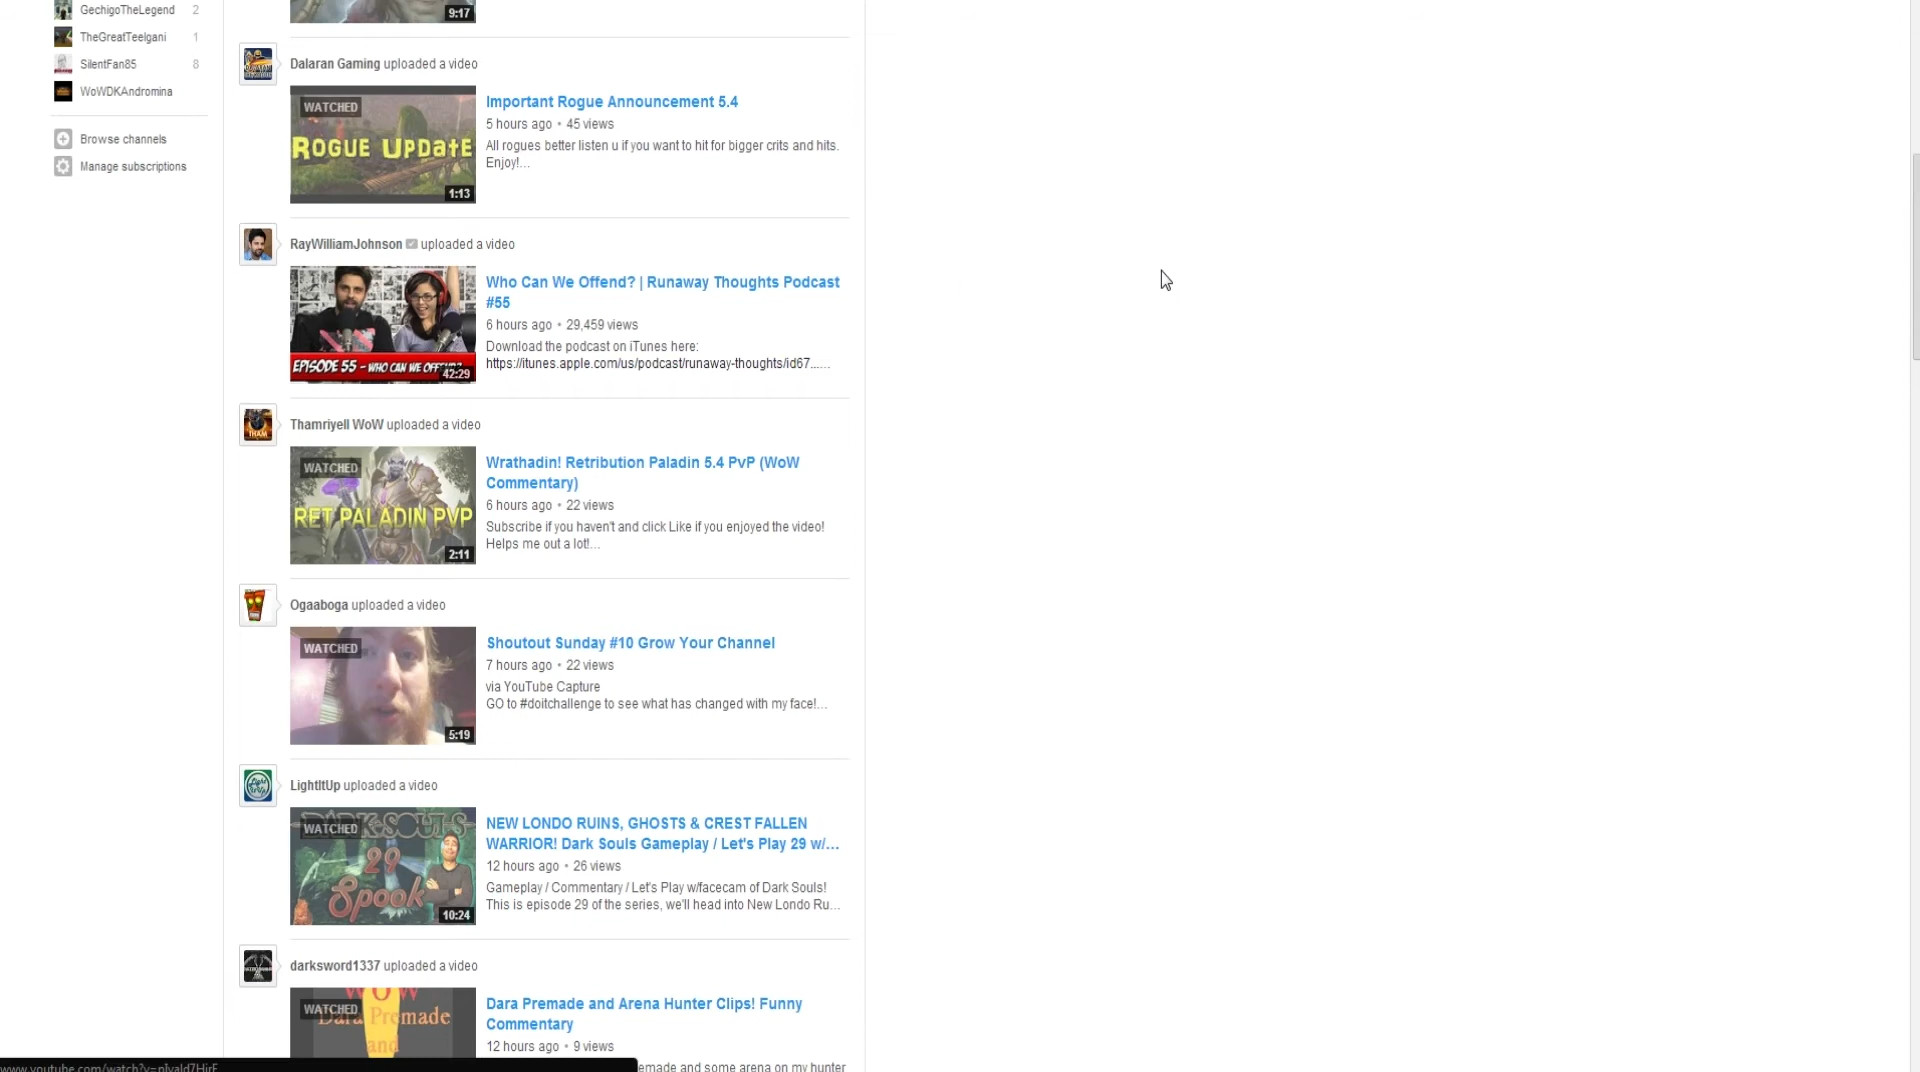 GechigoTheLegend 2
TheGreatTeelgani 1
SilentFan85 8
WoWDKAndromina
Browse channels
Manage subscriptions
9:17
Dalaran Gaming uploaded a video
WATCHED
ROGUE UPDATE
1:13
Important Rogue Announcement 5.4
5 hours ago • 45 views
All rogues better listen u if you want to hit for bigger crits and hits.
Enjoy!...
RayWilliamJohnson uploaded a video
EPISODE 55 - WHO CAN WE OFFEND?
42:29
Who Can We Offend? | Runaway Thoughts Podcast
#55
6 hours ago • 29,459 views
Download the podcast on iTunes here:
https://itunes.apple.com/us/podcast/runaway-thoughts/id67......
THAM
Thamriyell WoW uploaded a video
WATCHED
RET PALADIN PVP
2:11
Wrathadin! Retribution Paladin 5.4 PvP (WoW
Commentary)
6 hours ago • 22 views
Subscribe if you haven't and click Like if you enjoyed the video!
Helps me out a lot!...
Ogaaboga uploaded a video
WATCHED
5:19
Shoutout Sunday #10 Grow Your Channel
7 hours ago • 22 views
via YouTube Capture
GO to #doitchallenge to see what has changed with my face!...
LightItUp uploaded a video
DARK SOULS
WATCHED
29
Spook
10:24
NEW LONDO RUINS, GHOSTS & CREST FALLEN
WARRIOR! Dark Souls Gameplay / Let's Play 29 w/...
12 hours ago • 26 views
Gameplay / Commentary / Let's Play w/facecam of Dark Souls!
This is episode 29 of the series, we'll head into New Londo Ru...
darksword1337 uploaded a video
WOW
WATCHED
Dara Premade
and
Dara Premade and Arena Hunter Clips! Funny
Commentary
12 hours ago • 9 views
emade and some arena on my hunter